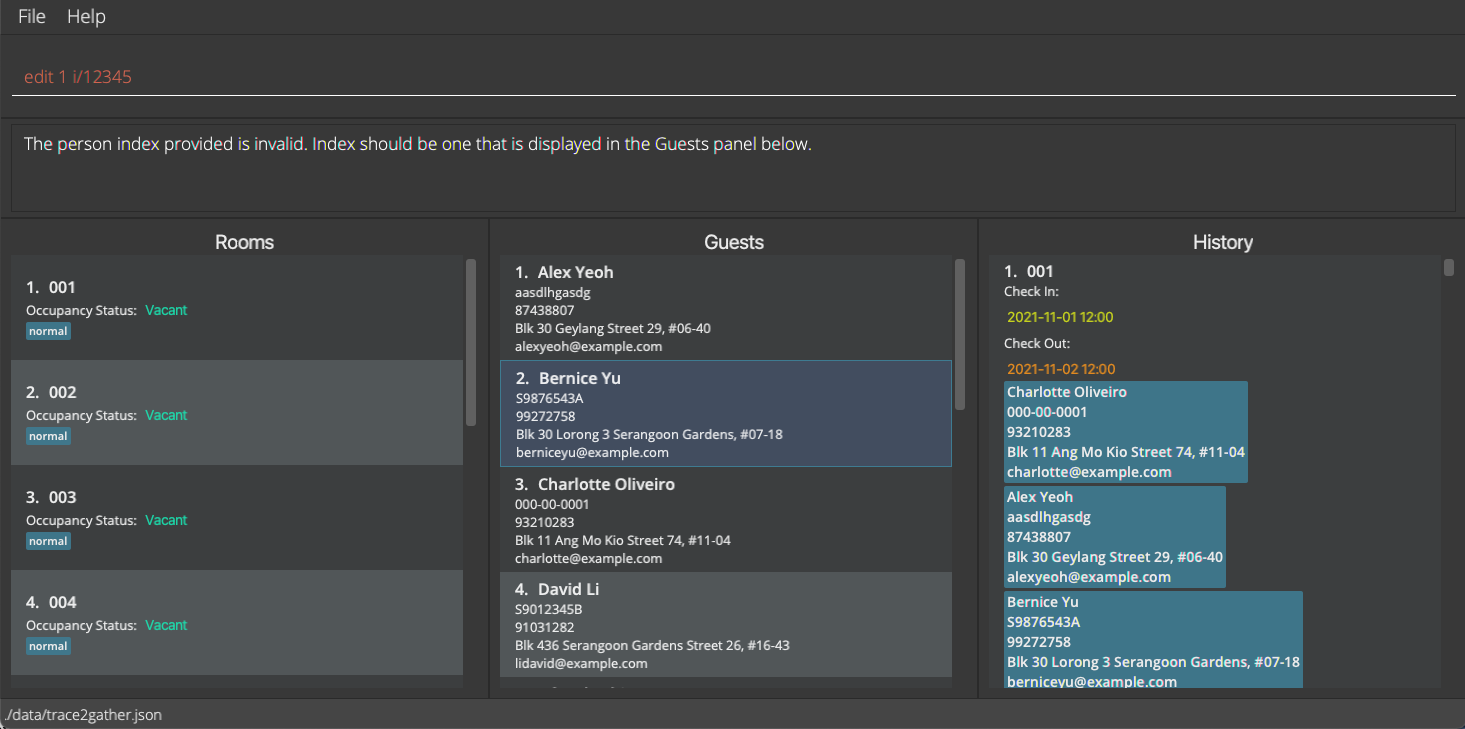 File Help
edit 1 i/12345
The person index provided is invalid. Index should be one that is displayed in the Guests panel below.
Rooms
1. 001
Occupancy Status: Vacant
normal
2. 002
Occupancy Status: Vacant
normal
3. 003
Occupancy Status: Vacant
normal
4. 004
Occupancy Status: Vacant
normal
Guests
1. Alex Yeoh
aasdlhgasdg
87438807
Blk 30 Geylang Street 29, #06-40
alexyeoh@example.com
2. Bernice Yu
S9876543A
99272758
Blk 30 Lorong 3 Serangoon Gardens, #07-18
berniceyu@example.com
3. Charlotte Oliveiro
000-00-0001
93210283
Blk 11 Ang Mo Kio Street 74, #11-04
charlotte@example.com
4. David Li
S9012345B
91031282
Blk 436 Serangoon Gardens Street 26, #16-43
lidavid@example.com
History
1. 001
Check In:
2021-11-01 12:00
Check Out:
2021-11-02 12:00
Charlotte Oliveiro
000-00-0001
93210283
Blk 11 Ang Mo Kio Street 74, #11-04
charlotte@example.com
Alex Yeoh
aasdlhgasdg
87438807
Blk 30 Geylang Street 29, #06-40
alexyeoh@example.com
Bernice Yu
S9876543A
99272758
Blk 30 Lorong 3 Serangoon Gardens, #07-18
berniceyu@example.com
./data/trace2gather.json